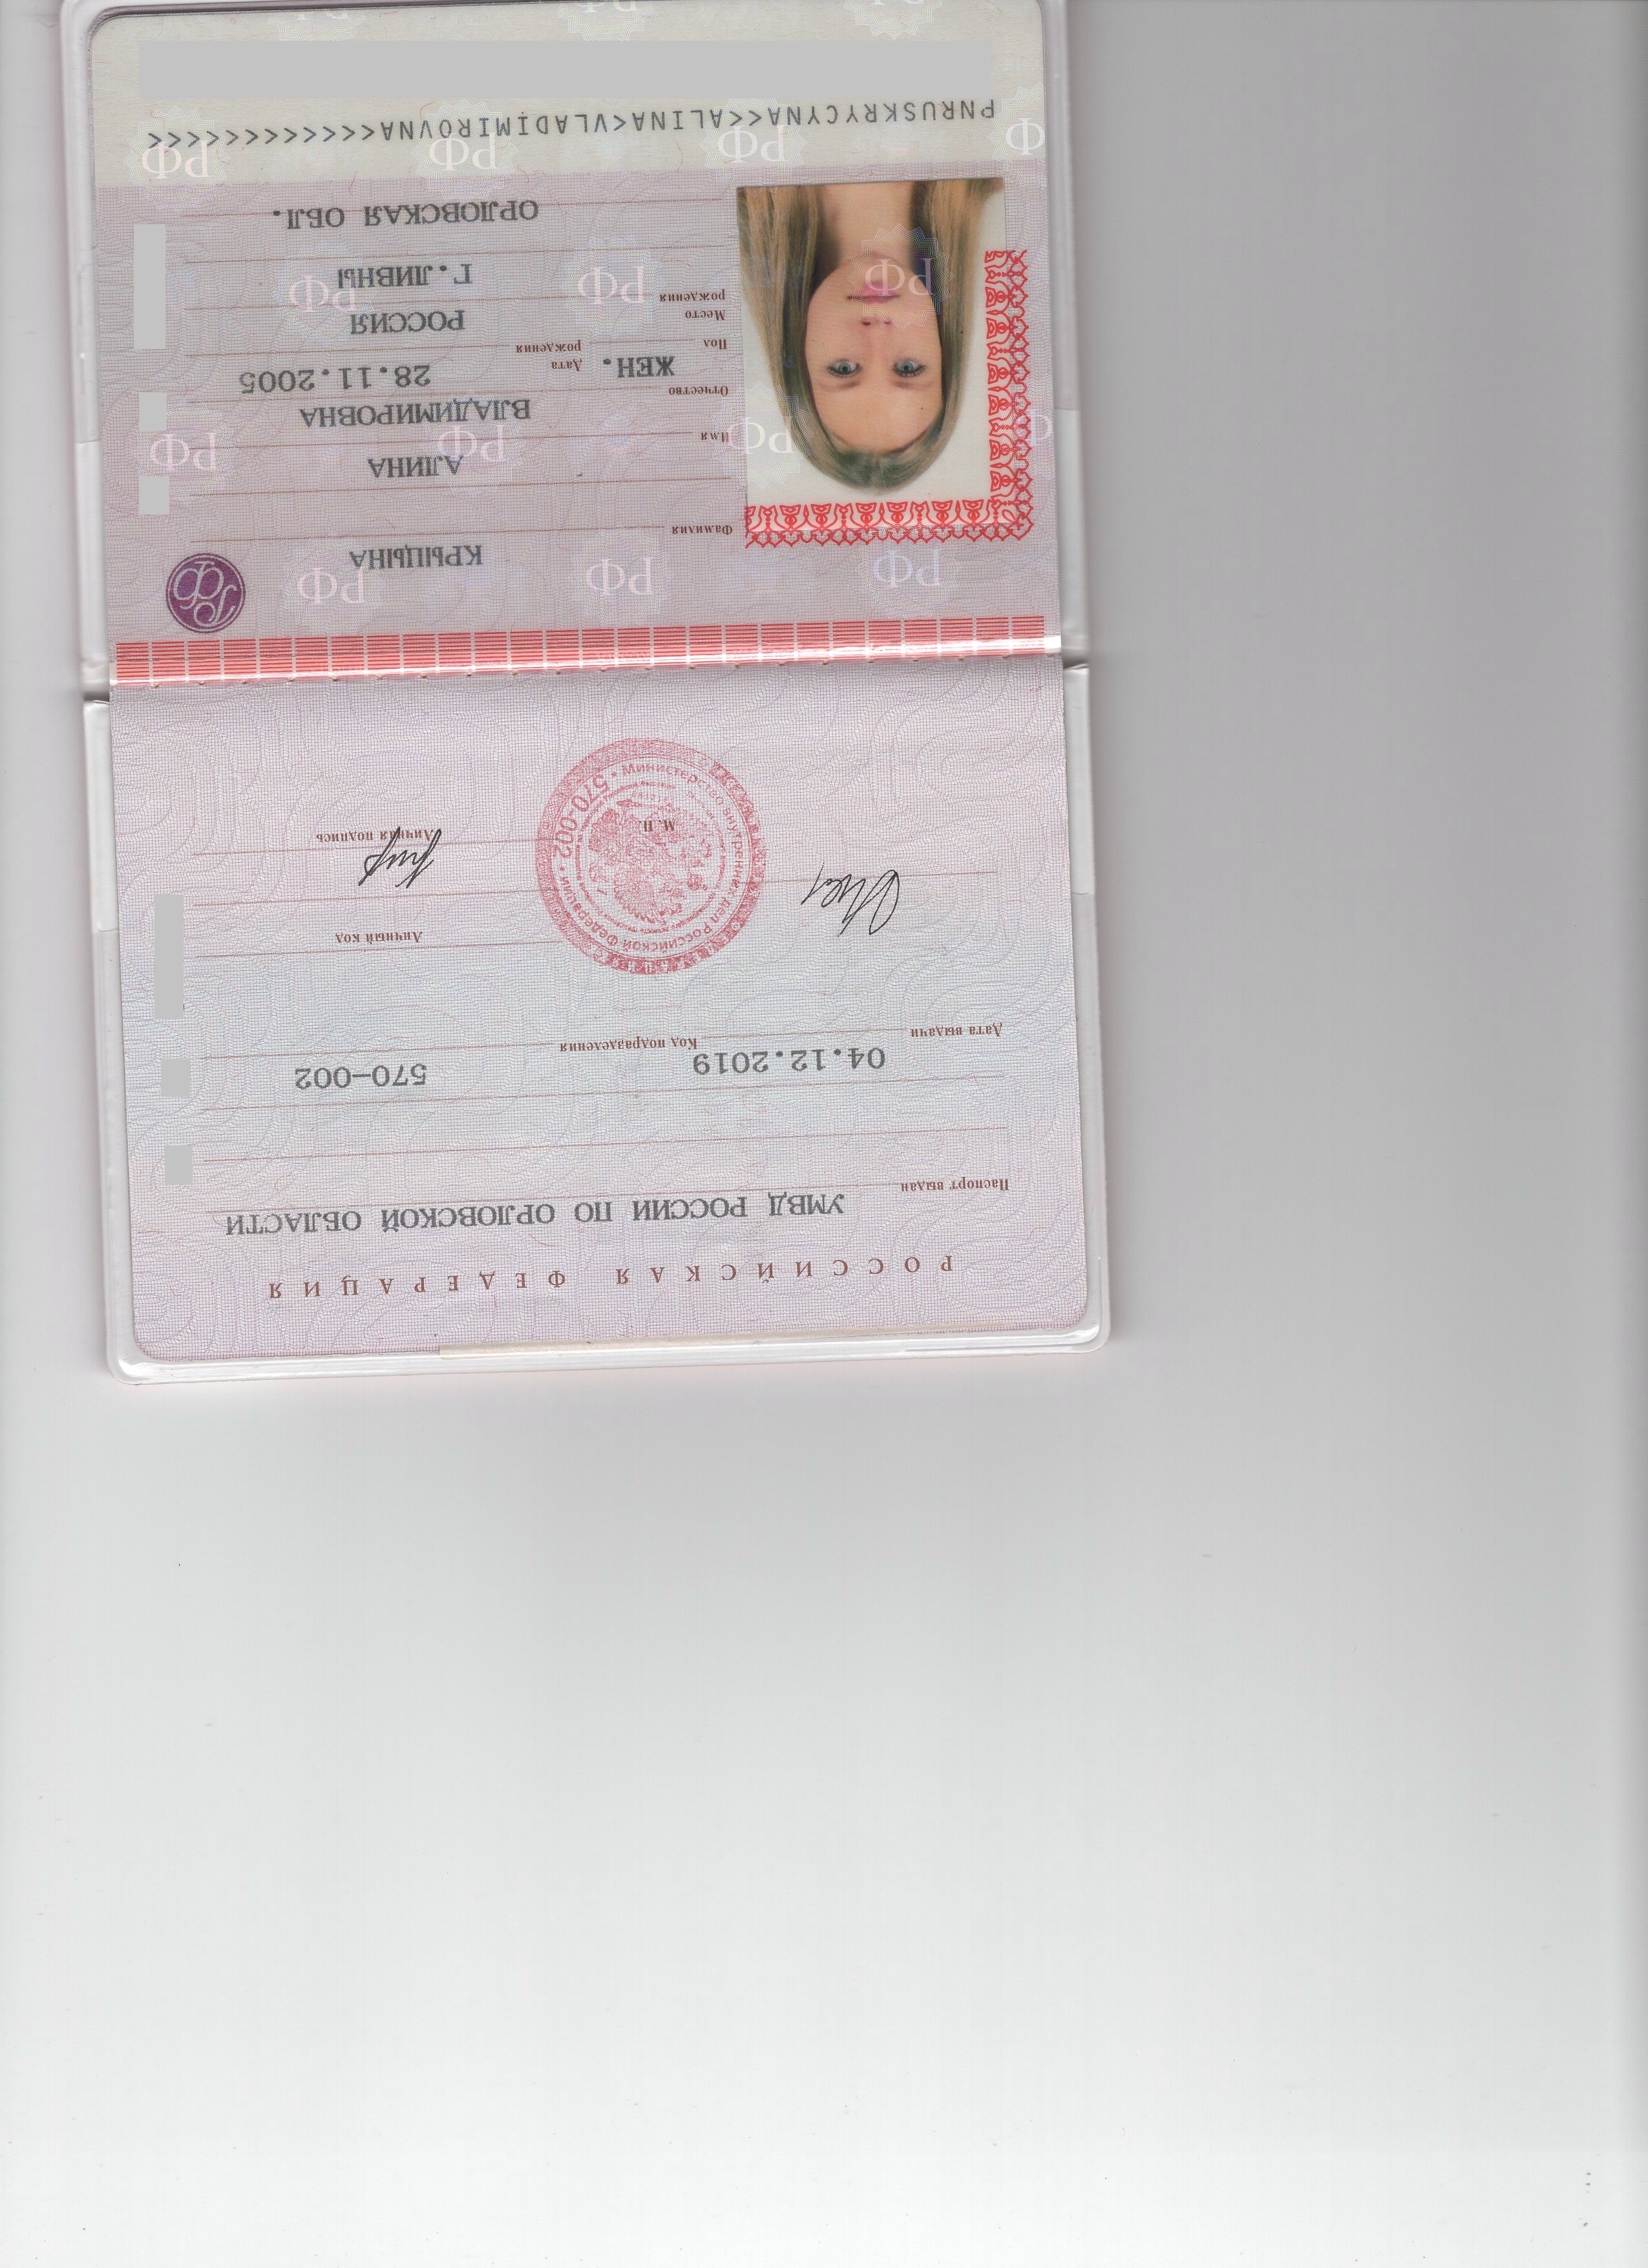 РОССИЙСКАЯ ФЕДЕРАЦИЯ
Паспорт выдан УМВД РОССИИ ПО ОРЛОВСКОЙ ОБЛАСТИ
Дата выдачи 04.12.2019 Код подразделения 570-002
Личный код
Личная подпись
М. П.
Министерство внутренних дел Российской Федерации • 570-002 •
Фамилия КРЫЦЫНА
Имя АЛИНА
Отчество ВЛАДИМИРОВНА
Пол ЖЕН. Дата рождения 28.11.2005
Место рождения РОССИЯ
Г. ЛИВНЫ
ОРЛОВСКАЯ ОБЛ.
РФ
PNRUSKRYCYNA<<ALINA<VLADIMIROVNA<<<<<<<<<<<<